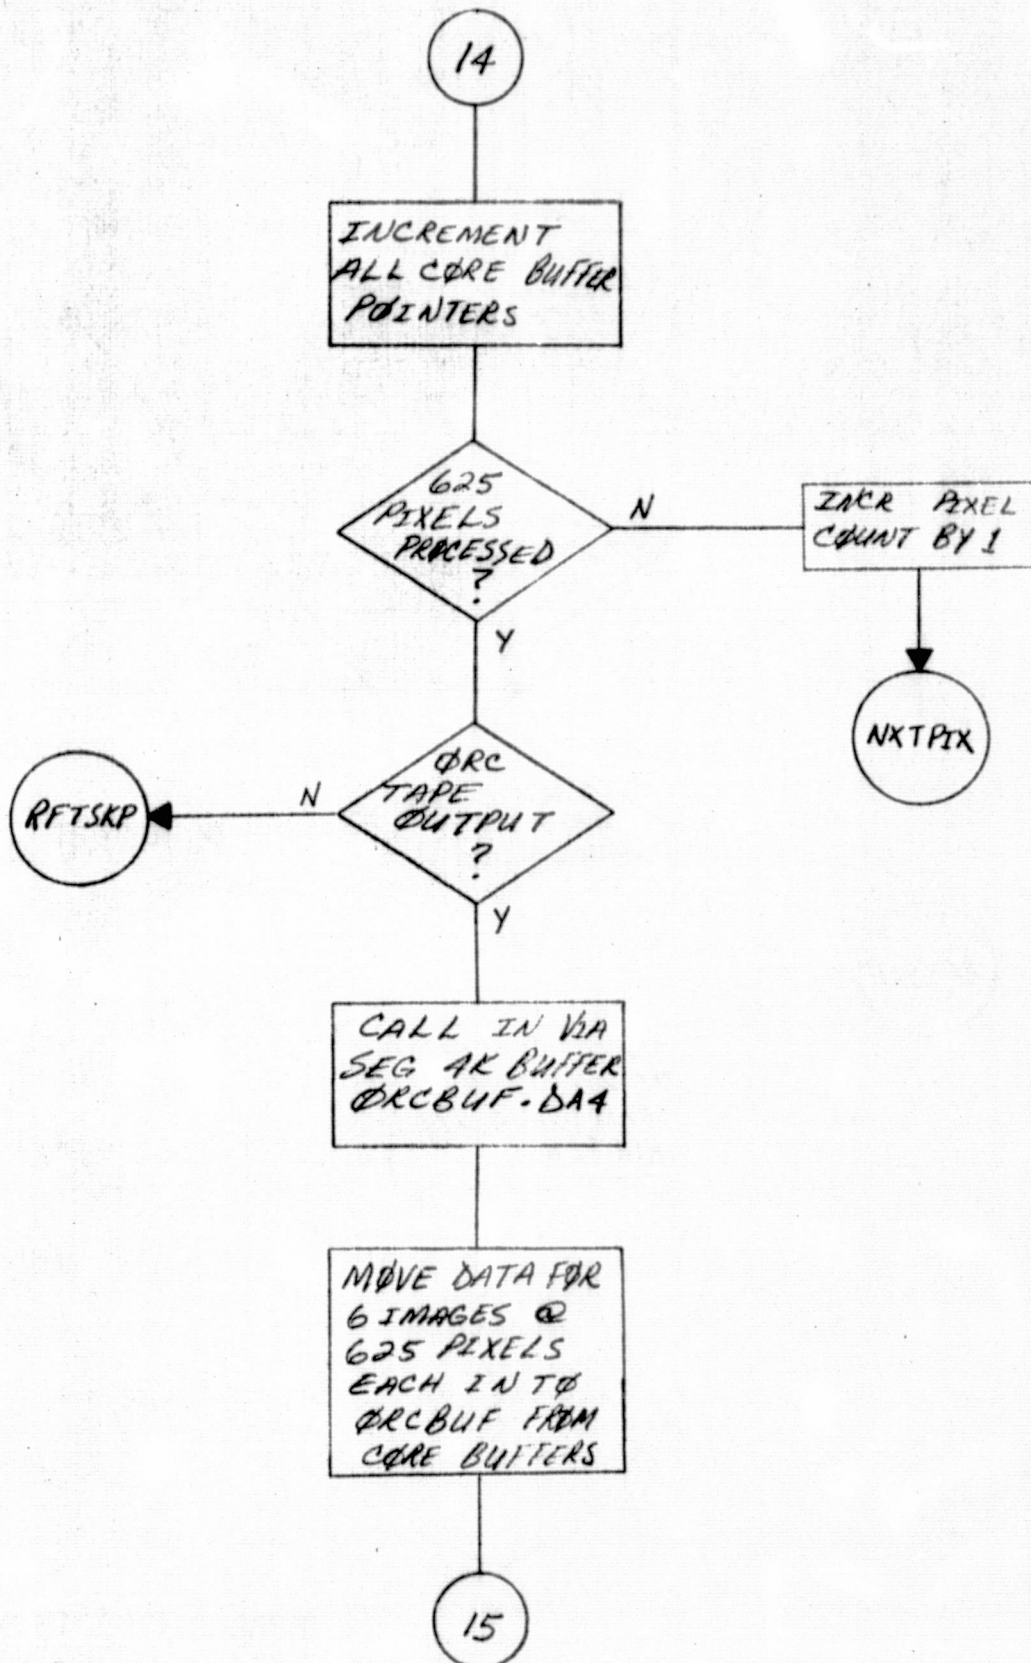 14
INCREMENT
ALL CØRE BUFFER
PØINTERS
625
PIXELS
PRØCESSED
?
N
INCR PIXEL
CØUNT BY 1
Y
NXTPIX
ØRC
TAPE
ØUTPUT
?
N
RFTSKP
Y
CALL IN VIA
SEG 4K BUFFER
ØRCBUF.DA4
MØVE DATA FØR
6 IMAGES @
625 PIXELS
EACH IN TØ
ØRCBUF FRØM
CØRE BUFFERS
15